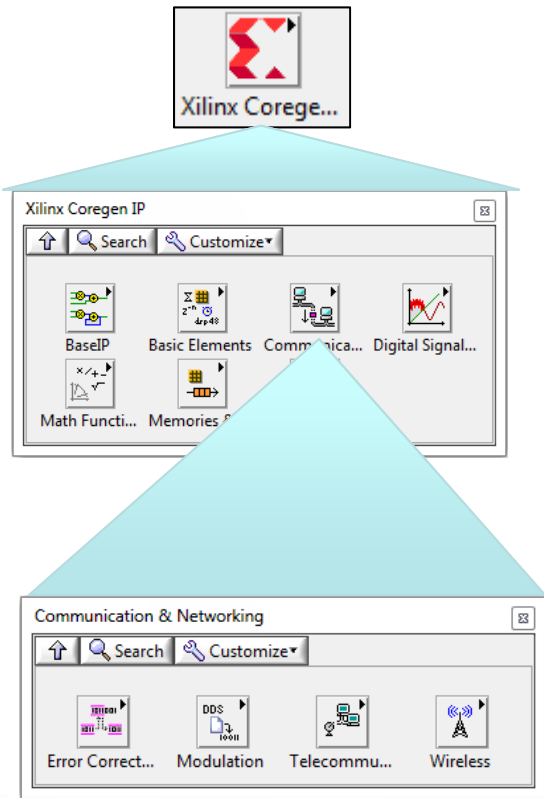 Xilinx Corege...
Xilinx Coregen IP
Search Customize
BaseIP Basic Elements Communica... Digital Signal...
Math Functi... Memories
Communication & Networking
Search Customize
DDS
Error Correct... Modulation Telecommu... Wireless